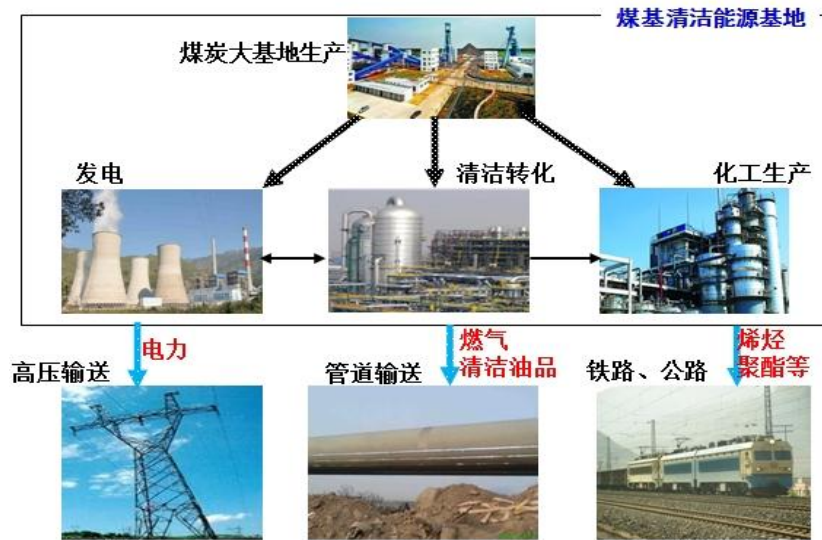 煤基清洁能源基地
煤炭大基地生产
发电
清洁转化
化工生产
电力
燃气
清洁油品
烯烃
聚酯等
高压输送
管道输送
铁路、公路